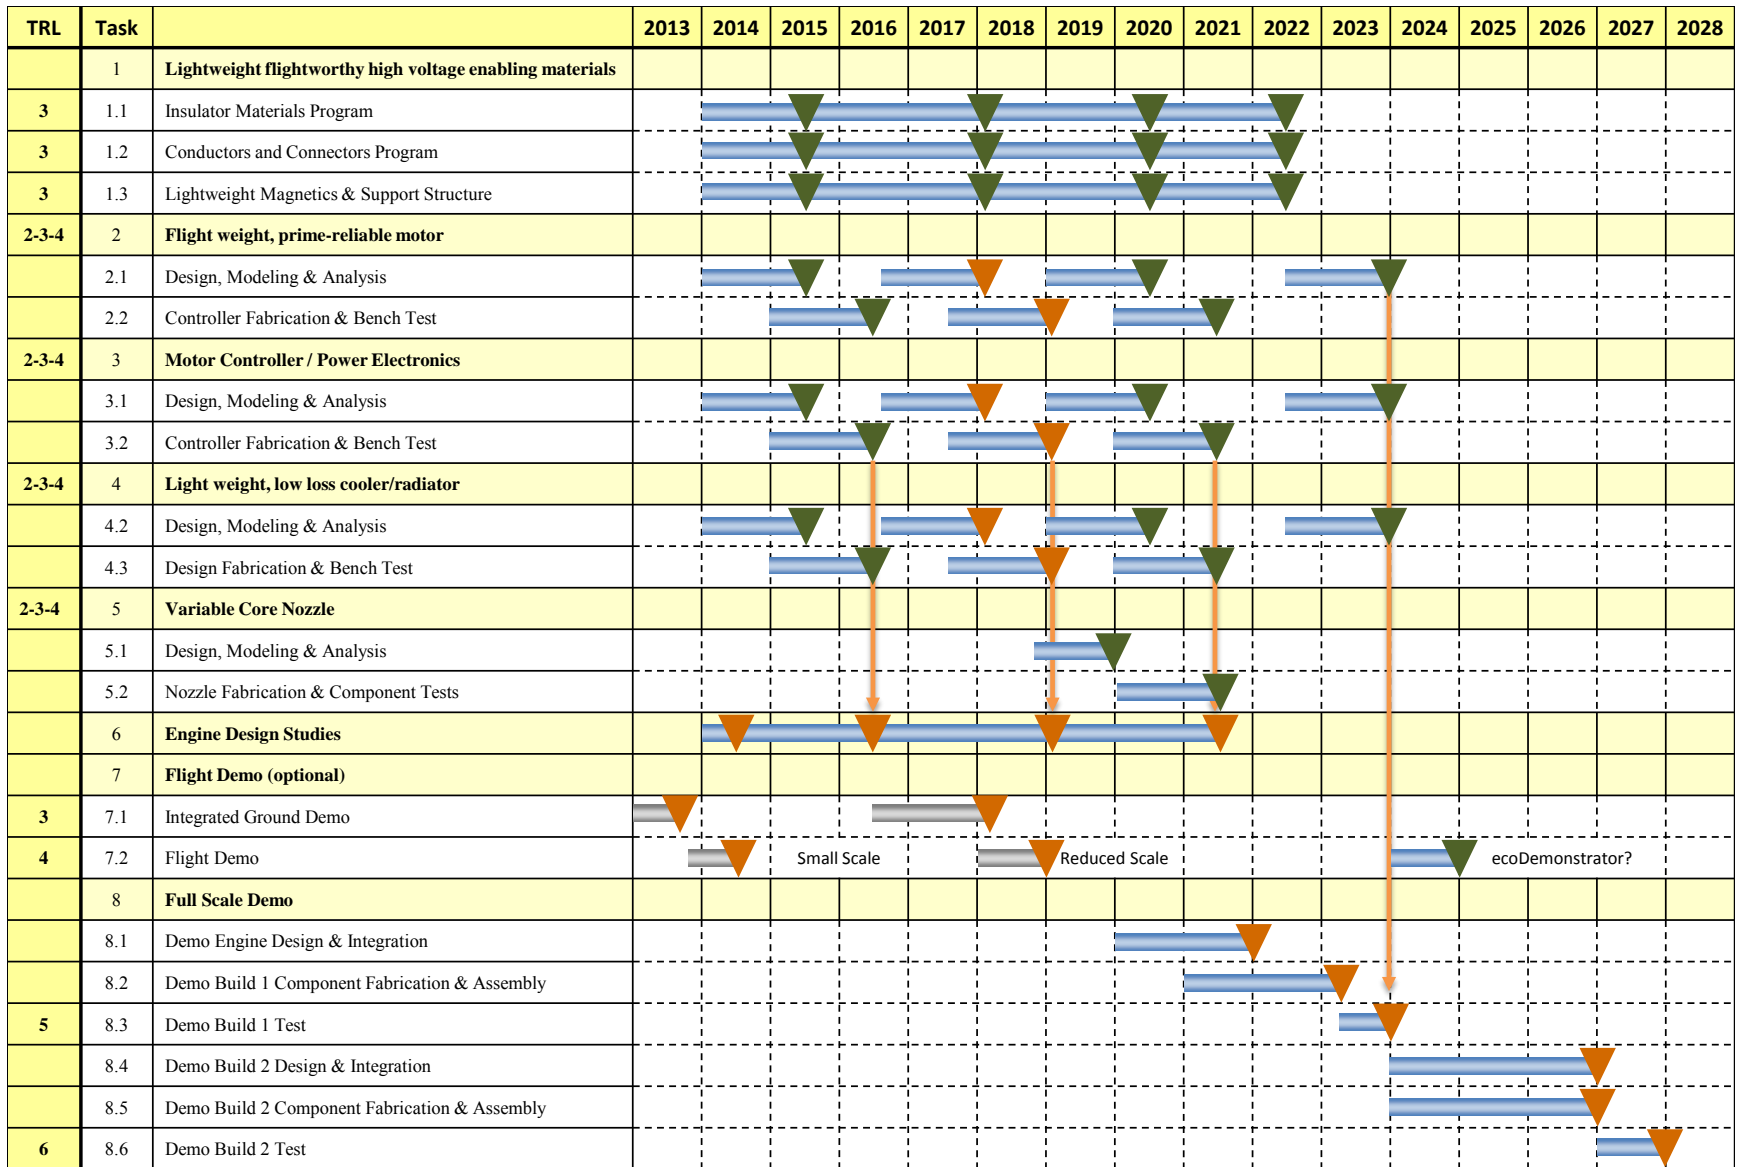 TRL Task 2013 2014 2015 2016 2017 2018 2019 2020 2021 2022 2023 2024 2025 2026 2027 2028
1 Lightweight flightworthy high voltage enabling materials
3 1.1 Insulator Materials Program
3 1.2 Conductors and Connectors Program
3 1.3 Lightweight Magnetics & Support Structure
2-3-4 2 Flight weight, prime-reliable motor
2.1 Design, Modeling & Analysis
2.2 Controller Fabrication & Bench Test
2-3-4 3 Motor Controller / Power Electronics
3.1 Design, Modeling & Analysis
3.2 Controller Fabrication & Bench Test
2-3-4 4 Light weight, low loss cooler/radiator
4.2 Design, Modeling & Analysis
4.3 Design Fabrication & Bench Test
2-3-4 5 Variable Core Nozzle
5.1 Design, Modeling & Analysis
5.2 Nozzle Fabrication & Component Tests
6 Engine Design Studies
7 Flight Demo (optional)
3 7.1 Integrated Ground Demo
4 7.2 Flight Demo Small Scale Reduced Scale ecoDemonstrator?
8 Full Scale Demo
8.1 Demo Engine Design & Integration
8.2 Demo Build 1 Component Fabrication & Assembly
5 8.3 Demo Build 1 Test
8.4 Demo Build 2 Design & Integration
8.5 Demo Build 2 Component Fabrication & Assembly
6 8.6 Demo Build 2 Test